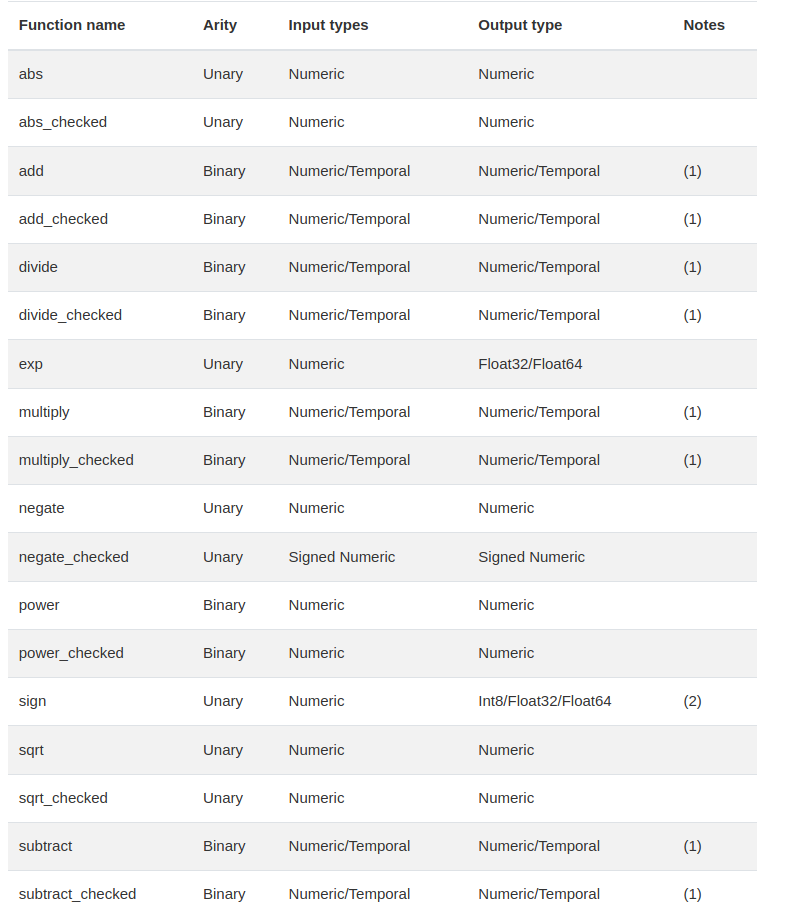 Function name Arity Input types Output type Notes
abs Unary Numeric Numeric
abs_checked Unary Numeric Numeric
add Binary Numeric/Temporal Numeric/Temporal (1)
add_checked Binary Numeric/Temporal Numeric/Temporal (1)
divide Binary Numeric/Temporal Numeric/Temporal (1)
divide_checked Binary Numeric/Temporal Numeric/Temporal (1)
exp Unary Numeric Float32/Float64
multiply Binary Numeric/Temporal Numeric/Temporal (1)
multiply_checked Binary Numeric/Temporal Numeric/Temporal (1)
negate Unary Numeric Numeric
negate_checked Unary Signed Numeric Signed Numeric
power Binary Numeric Numeric
power_checked Binary Numeric Numeric
sign Unary Numeric Int8/Float32/Float64 (2)
sqrt Unary Numeric Numeric
sqrt_checked Unary Numeric Numeric
subtract Binary Numeric/Temporal Numeric/Temporal (1)
subtract_checked Binary Numeric/Temporal Numeric/Temporal (1)